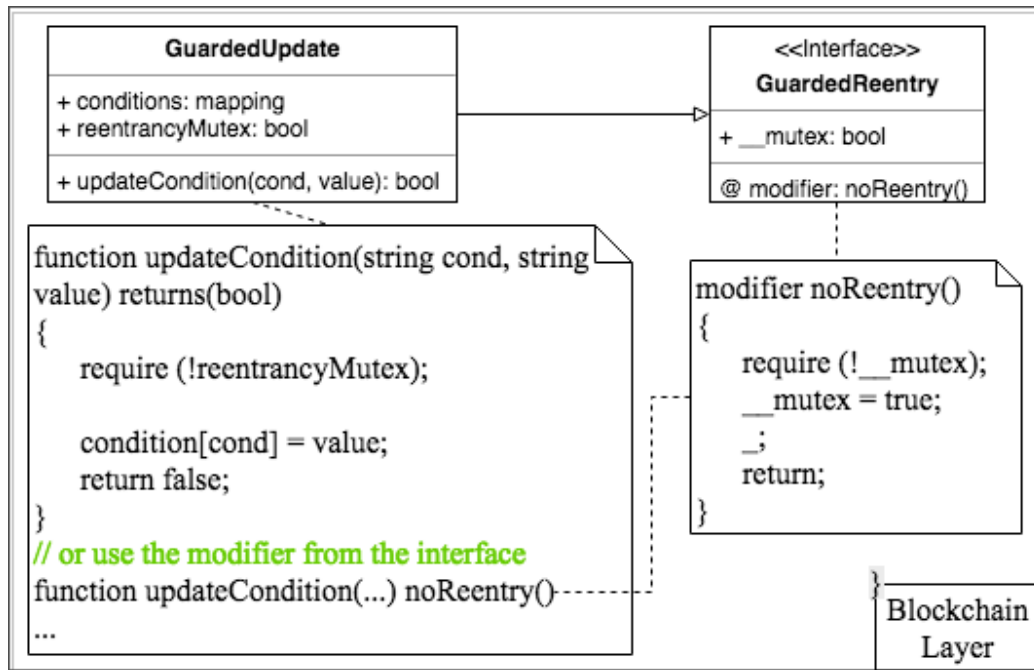 GuardedUpdate
+ conditions: mapping
+ reentrancyMutex: bool
+ updateCondition(cond, value): bool
<<Interface>>
GuardedReentry
+ __mutex: bool
@ modifier: noReentry()
function updateCondition(string cond, string
value) returns(bool)
{
require (!reentrancyMutex);
condition[cond] = value;
return false;
}
// or use the modifier from the interface
function updateCondition(...) noReentry()
...
modifier noReentry()
{
require (!__mutex);
__mutex = true;
_;
return;
}
}
Blockchain
Layer